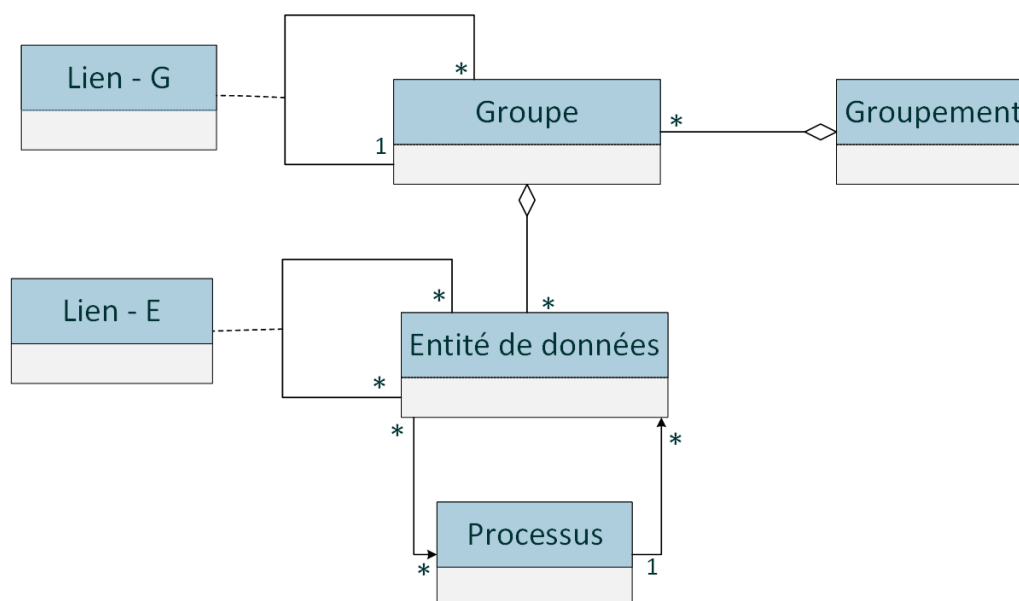 Lien - G
*
Groupe
*
Groupement
1
Lien - E
*
*
Entité de données
*
*
*
Processus
*
1